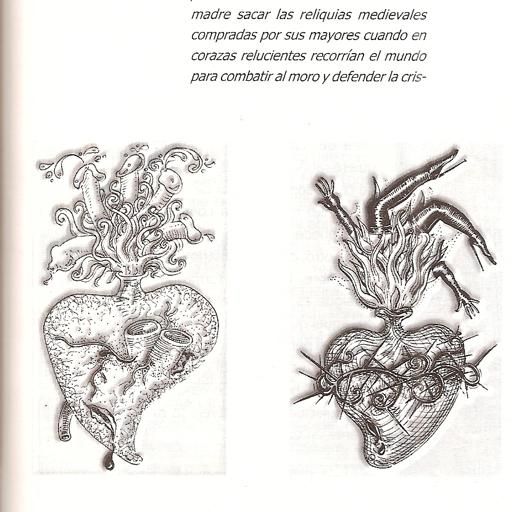 madre sacar las reliquias medievales
compradas por sus mayores cuando en
corazas relucientes recorrían el mundo
para combatir al moro y defender la cris-